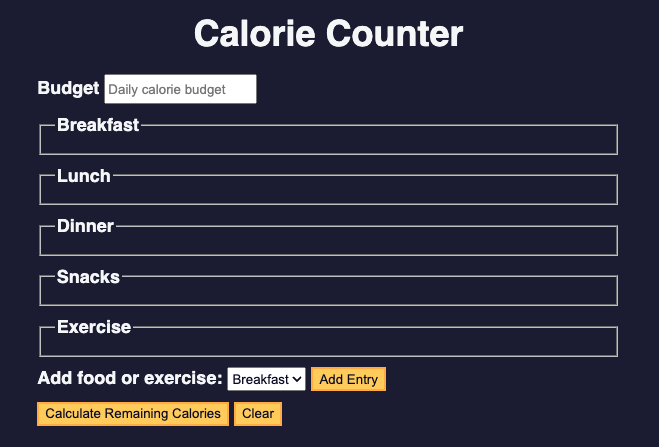 Calorie Counter
Budget Daily calorie budget
Breakfast
Lunch
Dinner
Snacks
Exercise
Add food or exercise: Breakfast Add Entry
Calculate Remaining Calories Clear